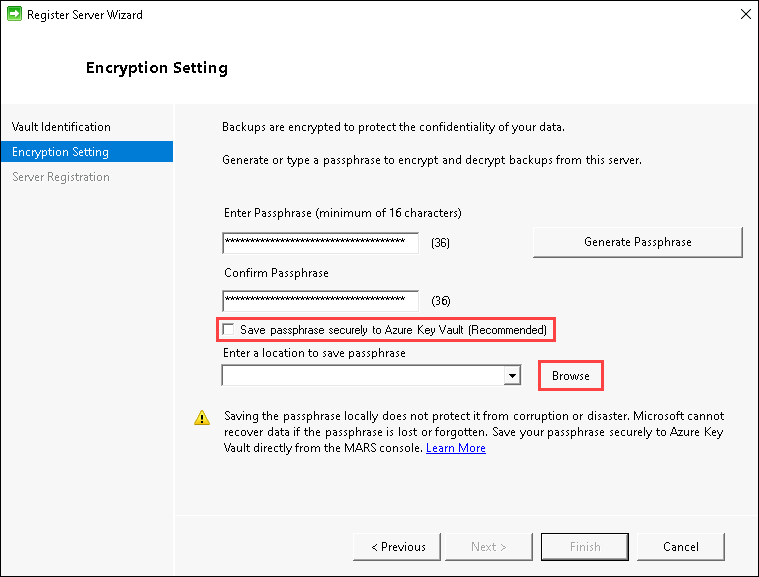 Register Server Wizard
Encryption Setting
Vault Identification
Encryption Setting
Server Registration
Backups are encrypted to protect the confidentiality of your data.
Generate or type a passphrase to encrypt and decrypt backups from this server.
Enter Passphrase (minimum of 16 characters)
************************************ (36)
Generate Passphrase
Confirm Passphrase
************************************ (36)
Save passphrase securely to Azure Key Vault (Recommended)
Enter a location to save passphrase
Browse
Saving the passphrase locally does not protect it from corruption or disaster. Microsoft cannot
recover data if the passphrase is lost or forgotten. Save your passphrase securely to Azure Key
Vault directly from the MARS console. Learn More
< Previous
Next >
Finish
Cancel